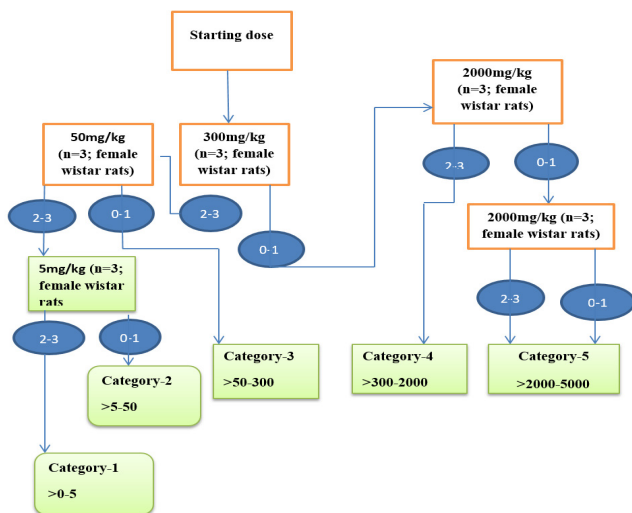 Starting dose
2000mg/kg
(n=3; female
wistar rats)
50mg/kg
(n=3; female
wistar rats)
300mg/kg
(n=3; female
wistar rats)
2-3
0-1
2-3
0-1
2-3
0-1
2000mg/kg (n=3;
female wistar rats)
5mg/kg (n=3;
female wistar
rats
2-3
0-1
2-3
0-1
Category-3
>50-300
Category-4
>300-2000
Category-5
>2000-5000
Category-2
>5-50
Category-1
>0-5